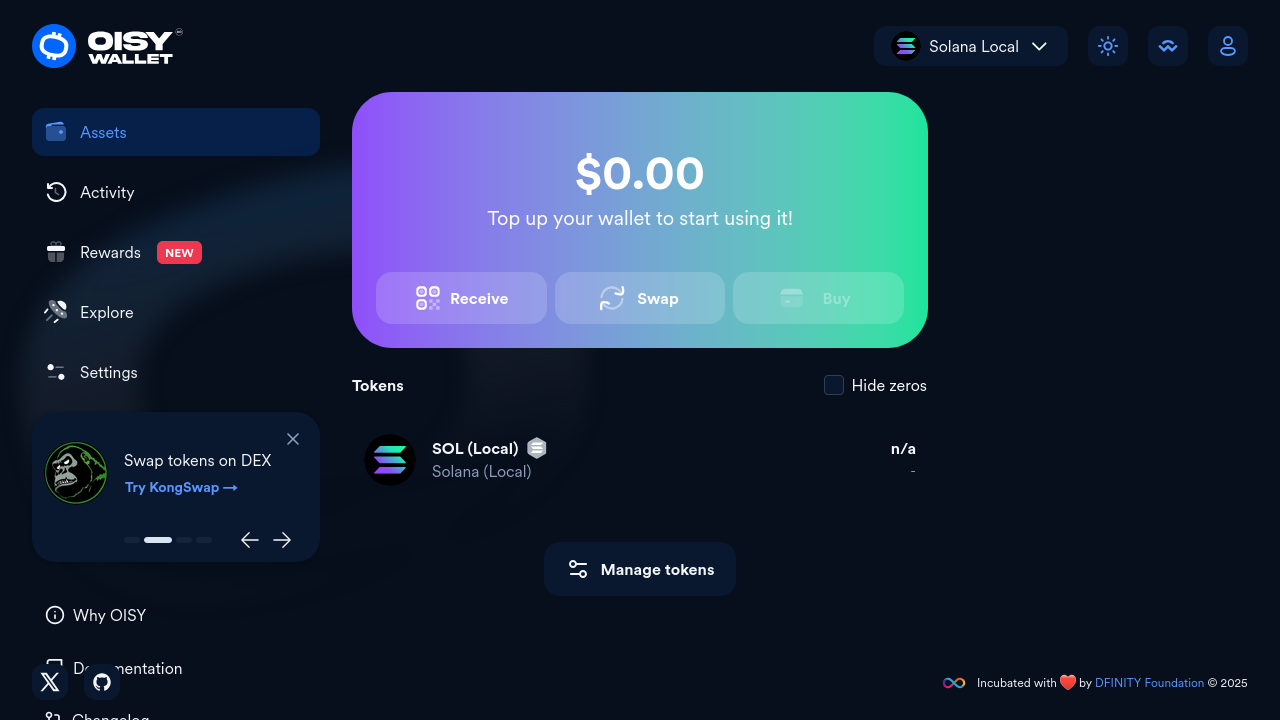 OISY
WALLET
Solana Local
Assets
Activity
Rewards NEW
Explore
Settings
Swap tokens on DEX
Try KongSwap →
Why OISY
Documentation
Changelog
$0.00
Top up your wallet to start using it!
Receive
Swap
Buy
Tokens
Hide zeros
SOL (Local)
n/a
Solana (Local)
-
Manage tokens
Incubated with ❤️ by DFINITY Foundation © 2025